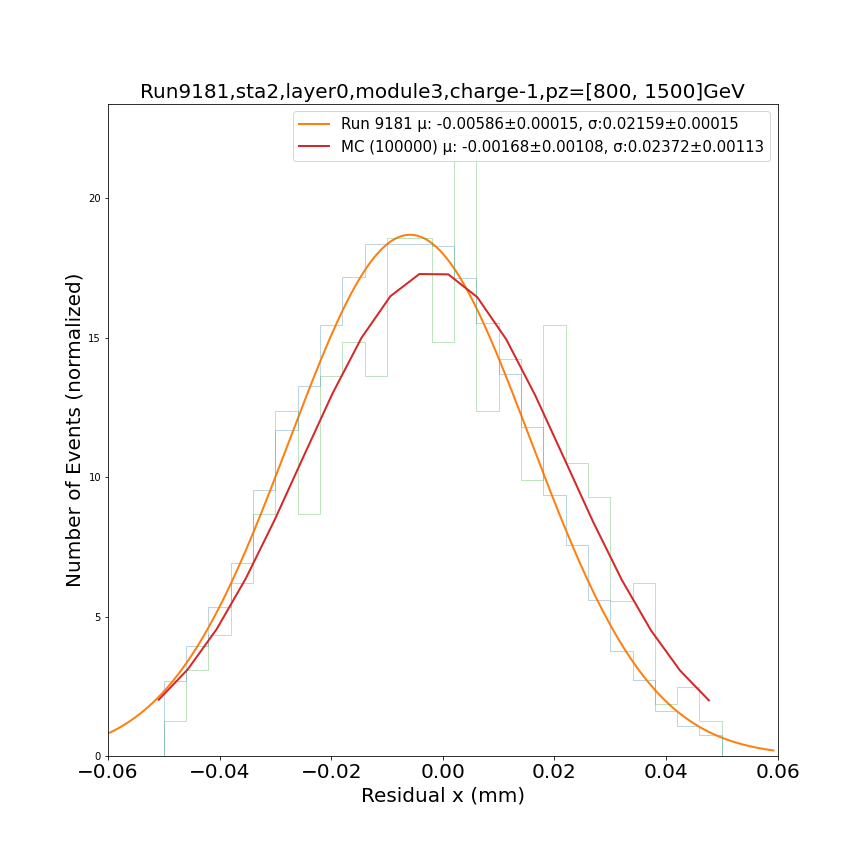 Run9181,sta2,layer0,module3,charge-1,pz=[800, 1500]GeV
Run 9181 μ: -0.00586±0.00015, σ:0.02159±0.00015
MC (100000) μ: -0.00168±0.00108, σ:0.02372±0.00113
Number of Events (normalized)
20
15
10
5
0
−0.06 −0.04 −0.02 0.00 0.02 0.04 0.06
Residual x (mm)